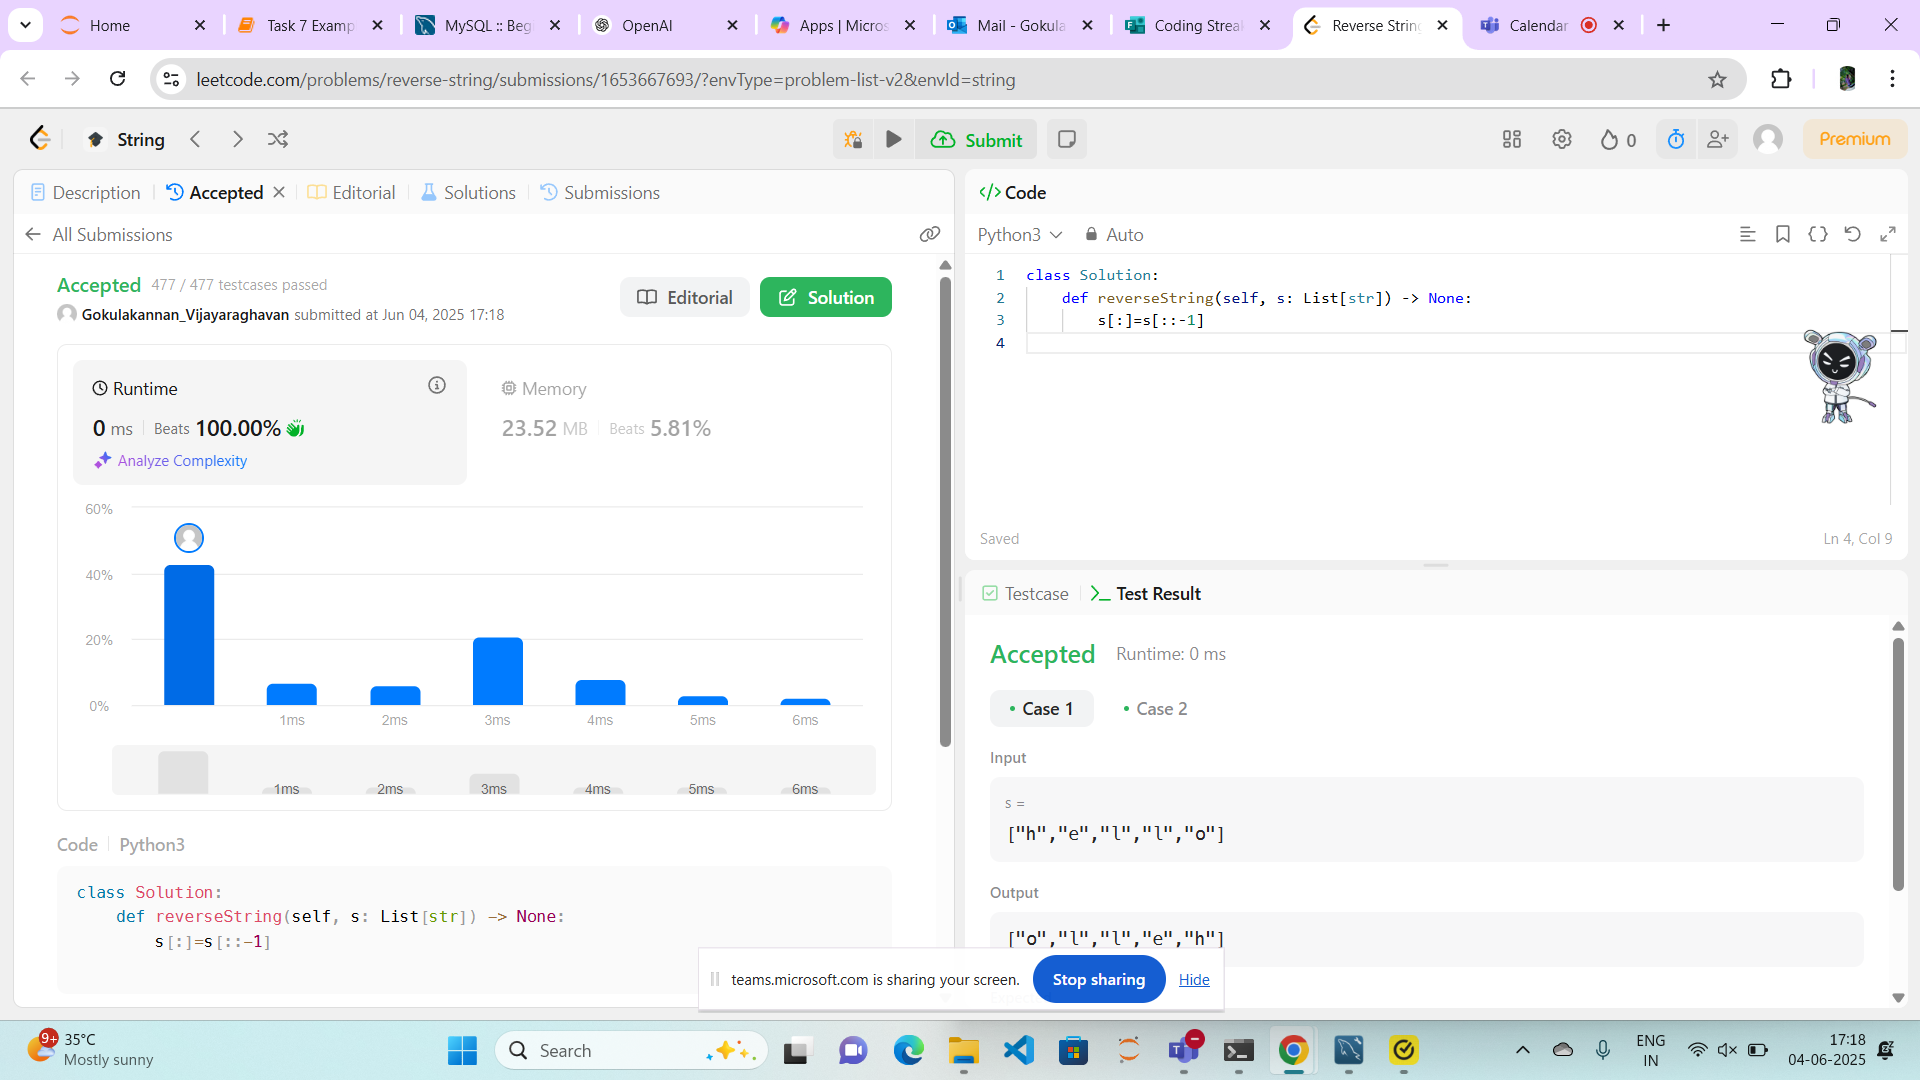 Home
Task 7 Examp
MySQL :: Beg
OpenAI
Apps | Micros
Mail - Gokula
Coding Streak
Reverse String
Calendar
leetcode.com/problems/reverse-string/submissions/1653667693/?envType=problem-list-v2&envId=string
String
Submit
0
Premium
Description
Accepted
Editorial
Solutions
Submissions
All Submissions
Accepted 477 / 477 testcases passed
Gokulakannan_Vijayaraghavan submitted at Jun 04, 2025 17:18
Editorial
Solution
Runtime
0 ms Beats 100.00%
Analyze Complexity
Memory
23.52 MB Beats 5.81%
60%
40%
20%
0%
1ms 2ms 3ms 4ms 5ms 6ms
1ms 2ms 3ms 4ms 5ms 6ms
Code Python3
class Solution:
def reverseString(self, s: List[str]) -> None:
s[:]=s[::-1]
</> Code
Python3 Auto
1 class Solution:
2 def reverseString(self, s: List[str]) -> None:
3 s[:]=s[::-1]
4
Saved
Ln 4, Col 9
Testcase
Test Result
Accepted Runtime: 0 ms
Case 1
Case 2
Input
s =
["h","e","l","l","o"]
Output
["o","l","l","e","h"]
teams.microsoft.com is sharing your screen.
Stop sharing
Hide
9+
35°C
Mostly sunny
Search
ENG
IN
17:18
04-06-2025